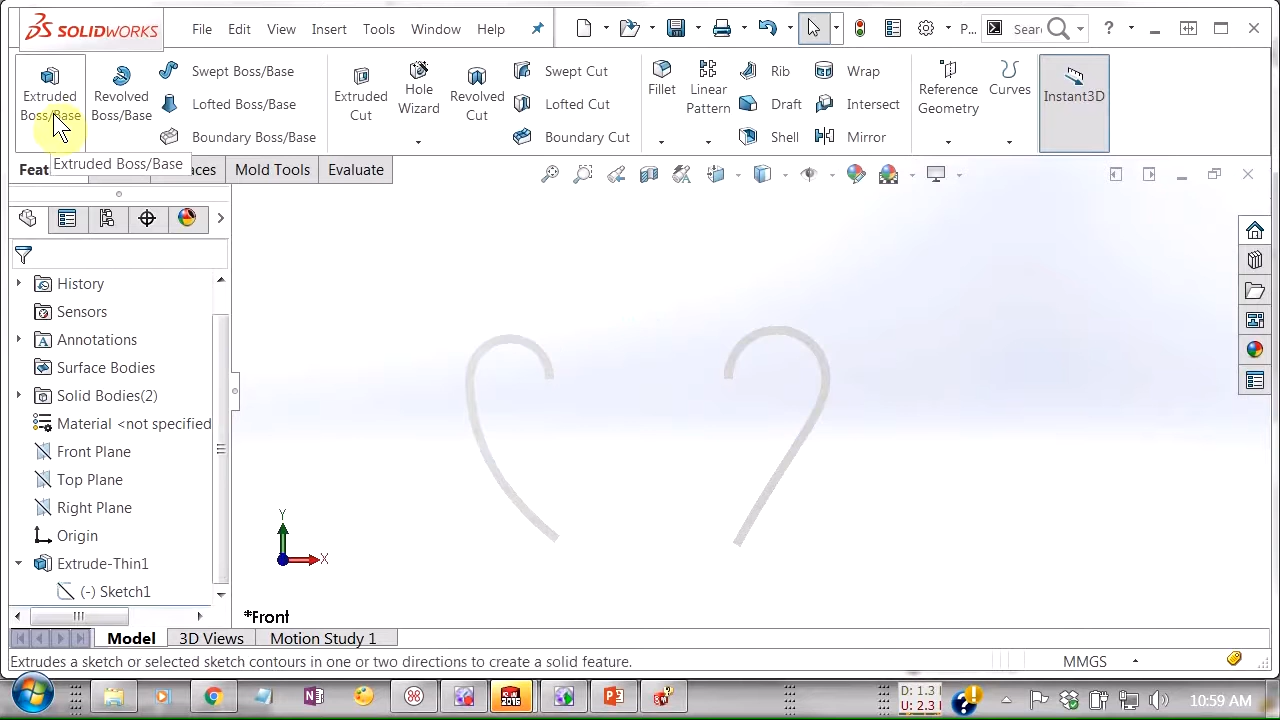 SOLIDWORKS File Edit View Insert Tools Window Help P... Sear ?
Extruded Boss/Base
Revolved Boss/Base
Swept Boss/Base
Lofted Boss/Base
Boundary Boss/Base
Extruded Cut
Hole Wizard
Revolved Cut
Swept Cut
Lofted Cut
Boundary Cut
Fillet
Linear Pattern
Rib
Draft
Shell
Wrap
Intersect
Mirror
Reference Geometry
Curves
Instant3D
Extruded Boss/Base
Feat aces Mold Tools Evaluate
History
Sensors
Annotations
Surface Bodies
Solid Bodies(2)
Material <not specified
Front Plane
Top Plane
Right Plane
Origin
Extrude-Thin1
(-) Sketch1
Y
X
*Front
Model 3D Views Motion Study 1
Extrudes a sketch or selected sketch contours in one or two directions to create a solid feature. MMGS
D: 1.3
U: 2.3
10:59 AM